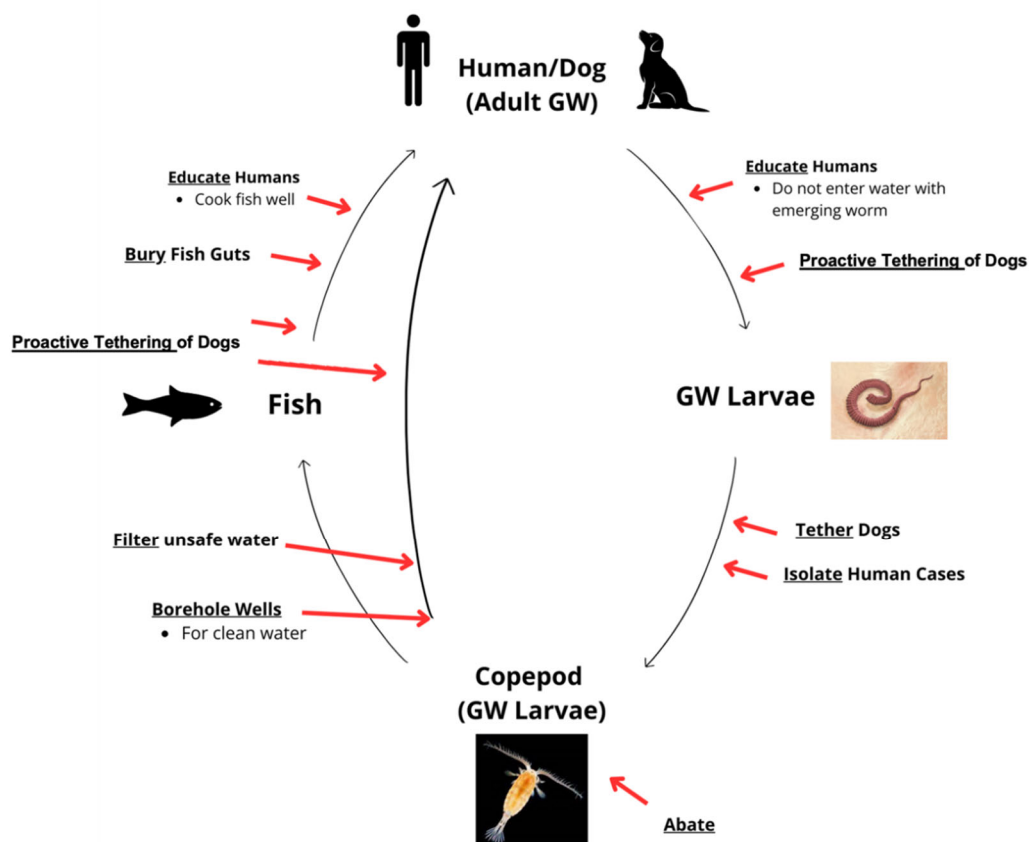 Human/Dog
(Adult GW)
Educate Humans
• Cook fish well
Bury Fish Guts
Proactive Tethering of Dogs
Fish
Filter unsafe water
Borehole Wells
• For clean water
Educate Humans
• Do not enter water with
emerging worm
Proactive Tethering of Dogs
GW Larvae
Tether Dogs
Isolate Human Cases
Copepod
(GW Larvae)
Abate